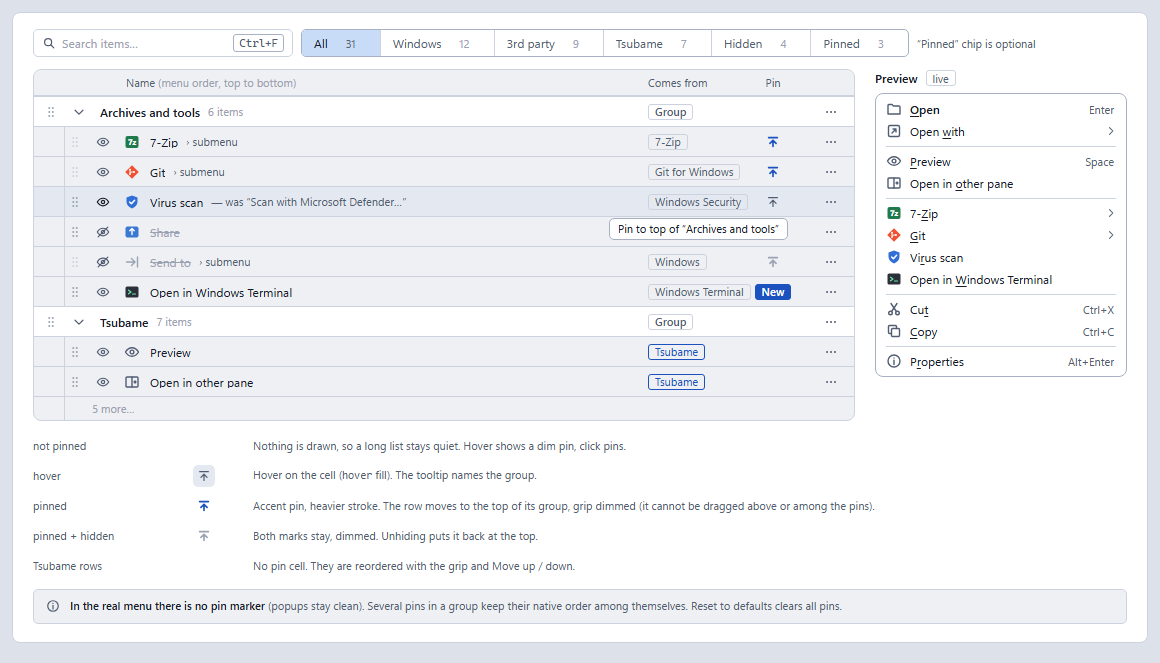 Search items... Ctrl+F All 31 Windows 12 3rd party 9 Tsubame 7 Hidden 4 Pinned 3 "Pinned" chip is optional
Name (menu order, top to bottom) Comes from Pin
Archives and tools 6 items Group ...
7z 7-Zip › submenu 7-Zip ...
Git › submenu Git for Windows ...
Virus scan — was “Scan with Microsoft Defender...” Windows Security ...
Share ...
Pin to top of “Archives and tools”
Send to › submenu Windows ...
Open in Windows Terminal Windows Terminal New ...
Tsubame 7 items Group ...
Preview Tsubame ...
Open in other pane Tsubame ...
5 more...
Preview live
Open Enter
Open with
Preview Space
Open in other pane
7z 7-Zip
Git
Virus scan
Open in Windows Terminal
Cut Ctrl+X
Copy Ctrl+C
Properties Alt+Enter
not pinned Nothing is drawn, so a long list stays quiet. Hover shows a dim pin, click pins.
hover Hover on the cell (hover fill). The tooltip names the group.
pinned Accent pin, heavier stroke. The row moves to the top of its group, grip dimmed (it cannot be dragged above or among the pins).
pinned + hidden Both marks stay, dimmed. Unhiding puts it back at the top.
Tsubame rows No pin cell. They are reordered with the grip and Move up / down.
In the real menu there is no pin marker (popups stay clean). Several pins in a group keep their native order among themselves. Reset to defaults clears all pins.